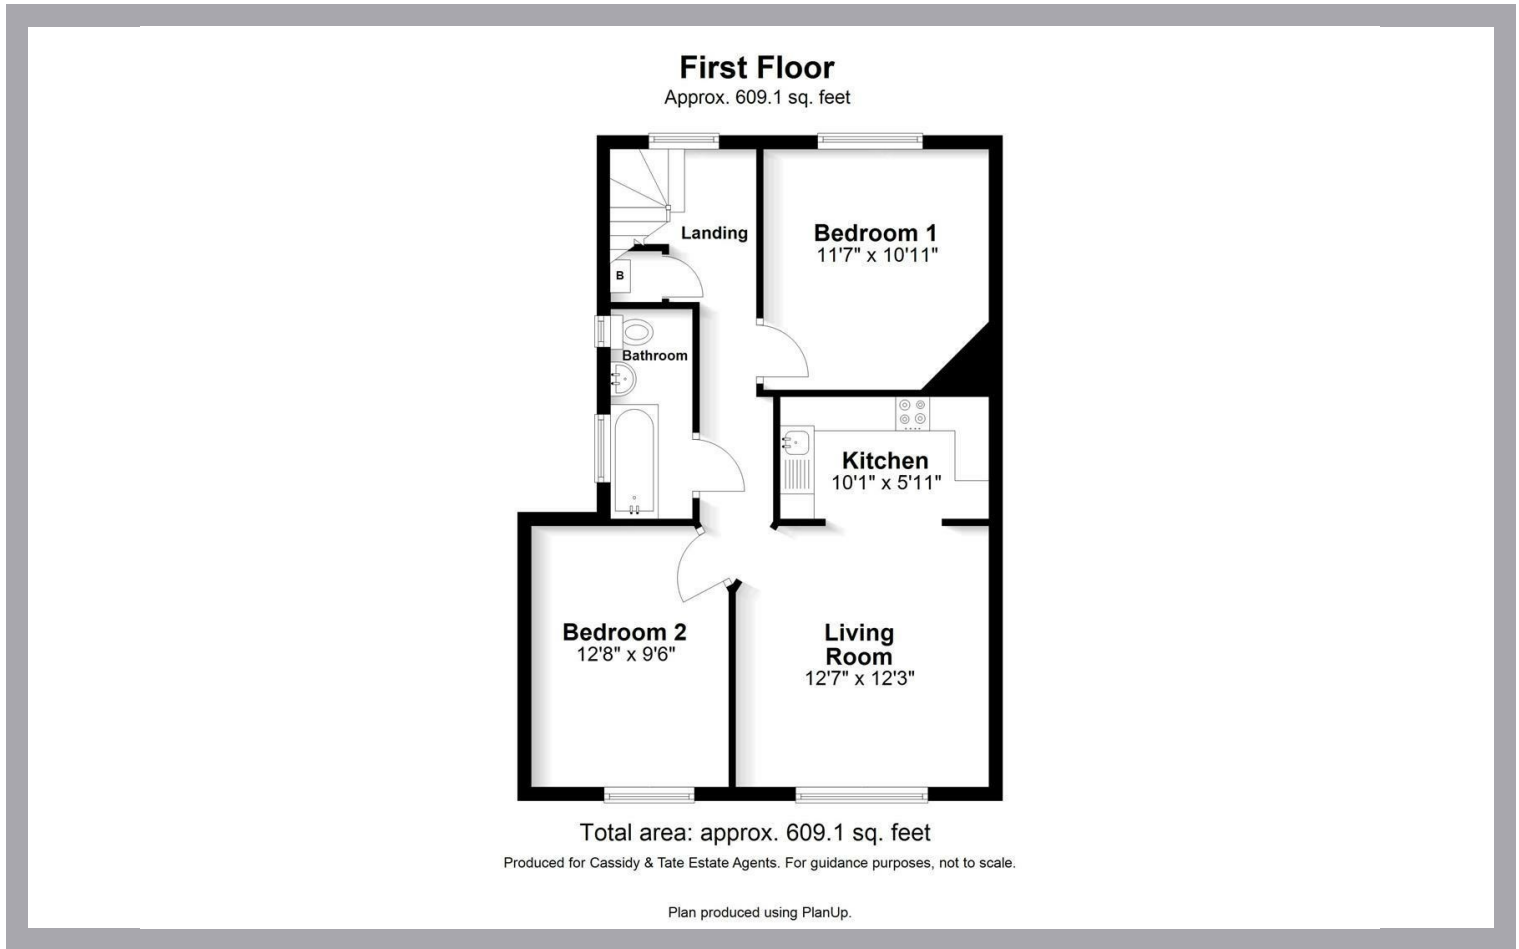 First Floor
Approx. 609.1 sq. feet
Landing
Bedroom 1
11'7" x 10'11"
B
Bathroom
Kitchen
10'1" x 5'11"
Bedroom 2
12'8" x 9'6"
Living
Room
12'7" x 12'3"
Total area: approx. 609.1 sq. feet
Produced for Cassidy & Tate Estate Agents. For guidance purposes, not to scale.
Plan produced using PlanUp.